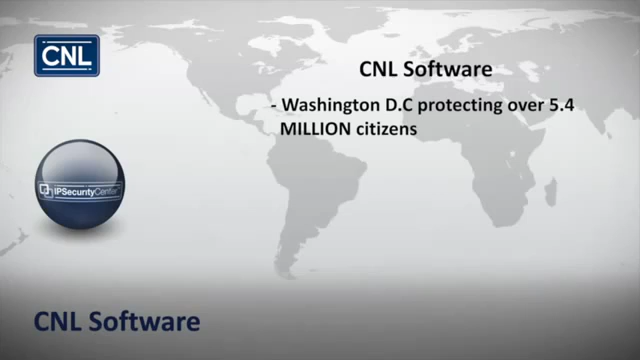 CNL
CNL Software
- Washington D.C protecting over 5.4
MILLION citizens
IPSecurityCenter
CNL Software